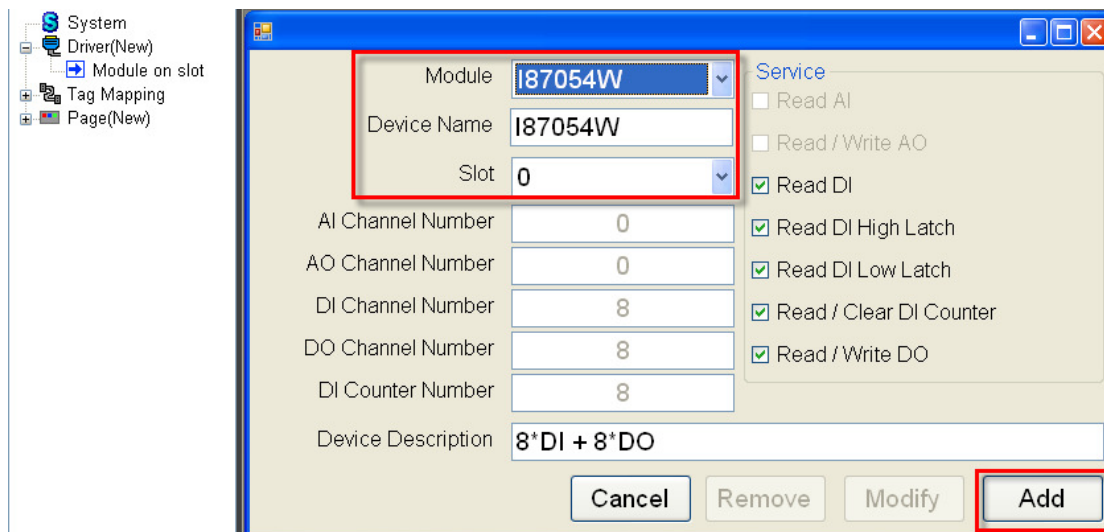 System
Driver(New)
Module on slot
Tag Mapping
Page(New)
Module I87054W
Device Name I87054W
Slot 0
AI Channel Number 0
AO Channel Number 0
DI Channel Number 8
DO Channel Number 8
DI Counter Number 8
Device Description 8*DI + 8*DO
Service
Read AI
Read / Write AO
Read DI
Read DI High Latch
Read DI Low Latch
Read / Clear DI Counter
Read / Write DO
Cancel Remove Modify Add